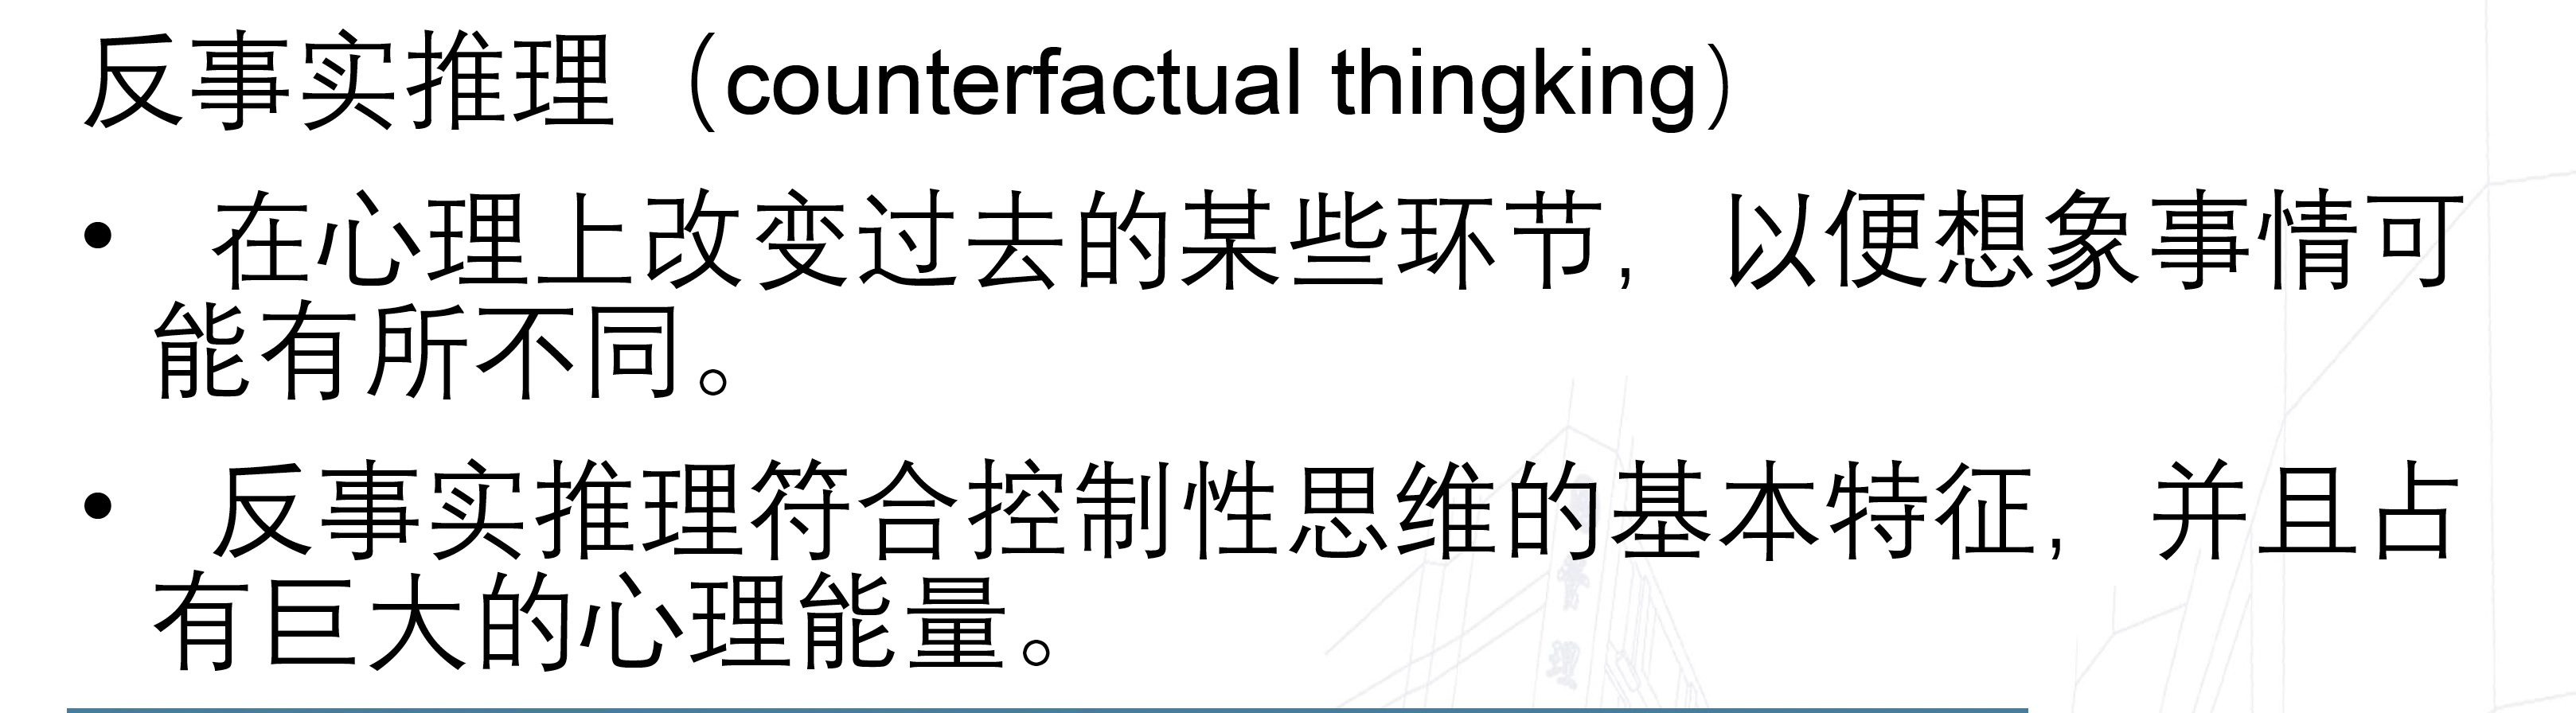 反事实推理（counterfactual thingking）
• 在心理上改变过去的某些环节, 以便想象事情可
能有所不同。
• 反事实推理符合控制性思维的基本特征, 并且占
有巨大的心理能量。